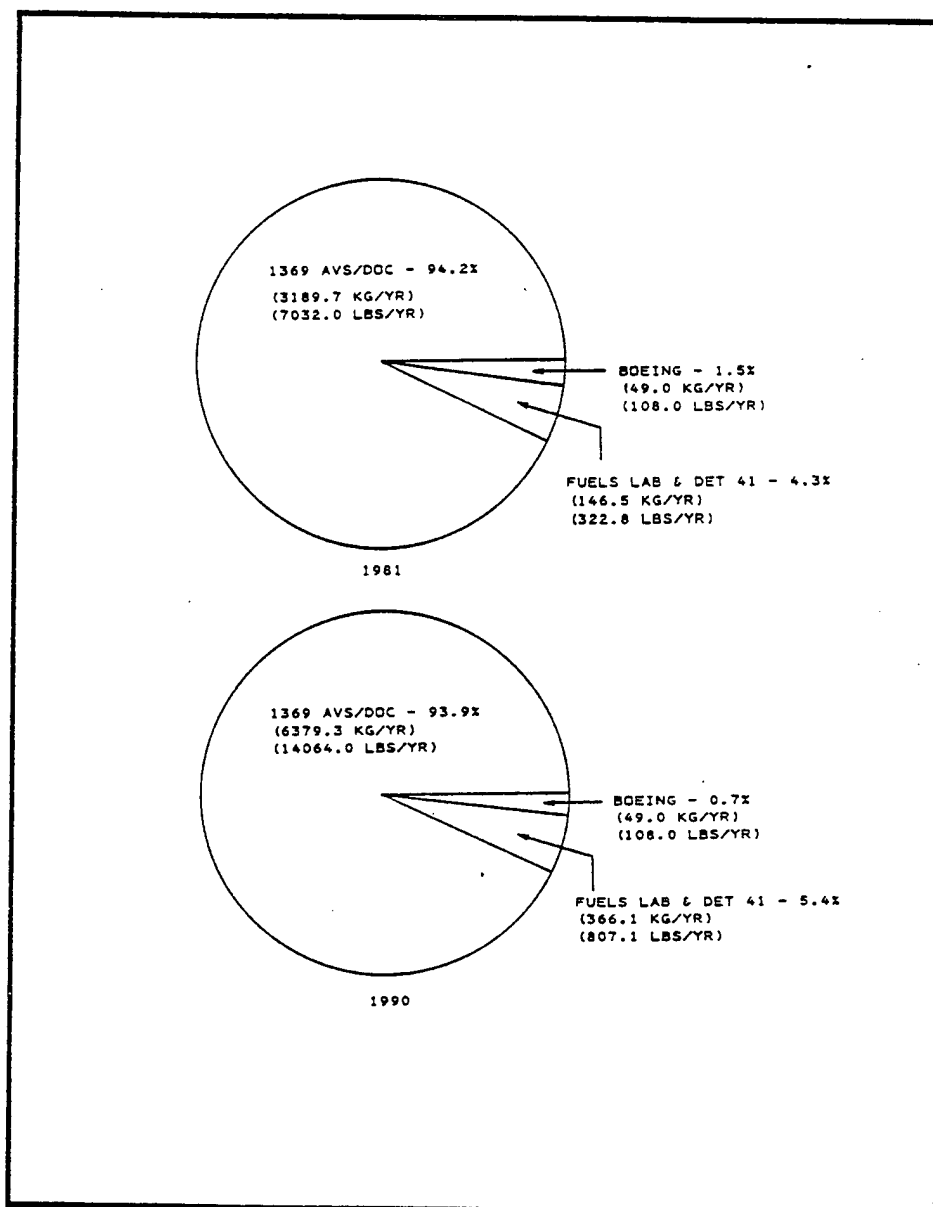 1369 AVS/DOC - 94.2%
(3189.7 KG/YR)
(7032.0 LBS/YR)
BOEING - 1.5%
(49.0 KG/YR)
(108.0 LBS/YR)
FUELS LAB & DET 41 - 4.3%
(146.5 KG/YR)
(322.8 LBS/YR)
1981
1369 AVS/DOC - 93.9%
(6379.3 KG/YR)
(14064.0 LBS/YR)
BOEING - 0.7%
(49.0 KG/YR)
(108.0 LBS/YR)
FUELS LAB & DET 41 - 5.4%
(366.1 KG/YR)
(807.1 LBS/YR)
1990